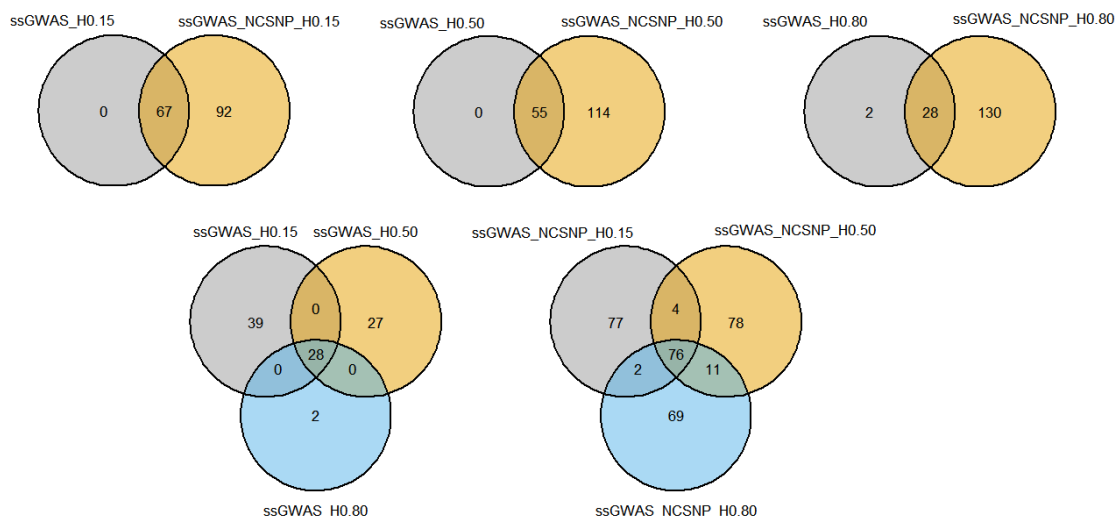 ssGWAS_H0.15 ssGWAS_NCSNP_H0.15 ssGWAS_H0.50 ssGWAS_NCSNP_H0.50 ssGWAS_H0.80 ssGWAS_NCSNP_H0.80
0 67 92 0 55 114 2 28 130
ssGWAS_H0.15 ssGWAS_H0.50 ssGWAS_NCSNP_H0.15 ssGWAS_NCSNP_H0.50
0 4
39 27 77 78
28 76
0 0 2 11
2 69
ssGWAS_H0.80 ssGWAS_NCSNP_H0.80